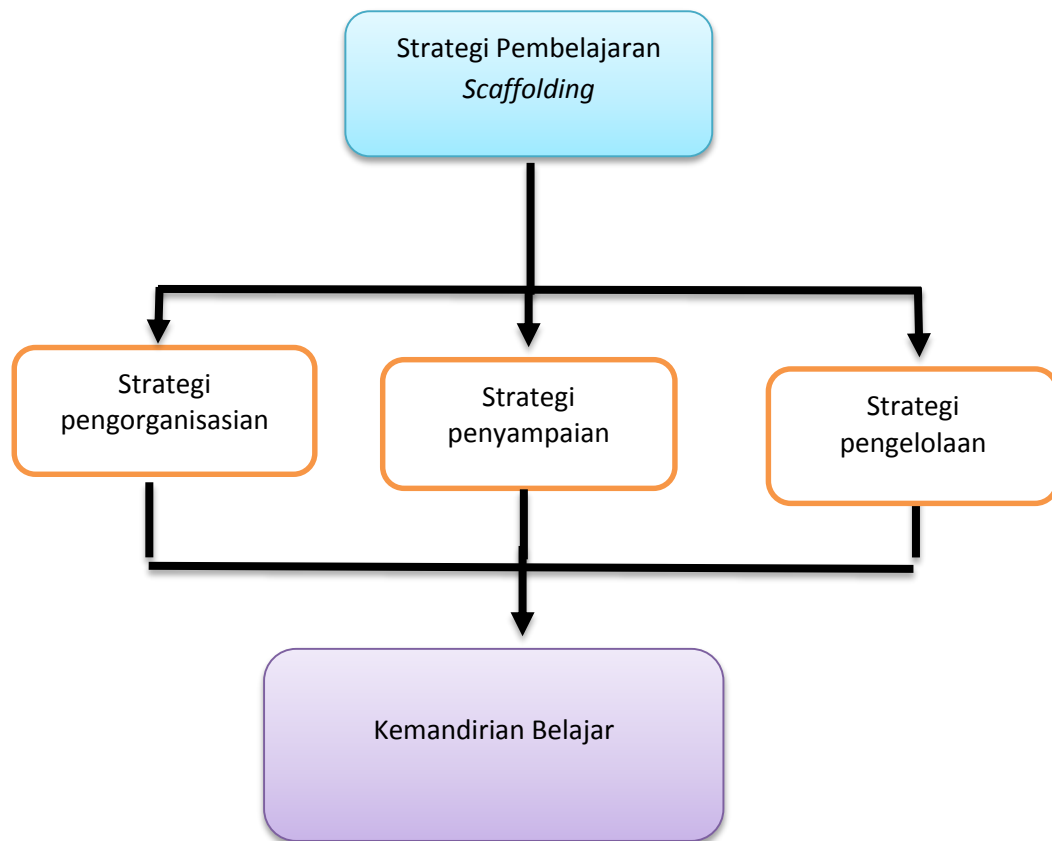 Strategi Pembelajaran
Scaffolding
Strategi
pengorganisasian
Strategi
penyampaian
Strategi
pengelolaan
Kemandirian Belajar